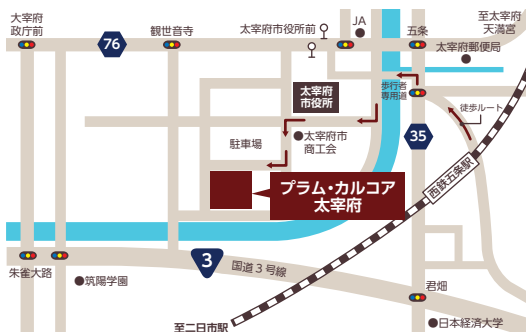 大宰府
政庁前
76
観世音寺
太宰府市役所前
JA
五条
至太宰府
天満宮
太宰府郵便局
太宰府
市役所
歩行者
専用道
徒歩ルート
駐車場
太宰府市
商工会
35
西鉄五条駅
プラム・カルコア
太宰府
3
国道3号線
朱雀大路
筑陽学園
君畑
至二日市駅
日本経済大学